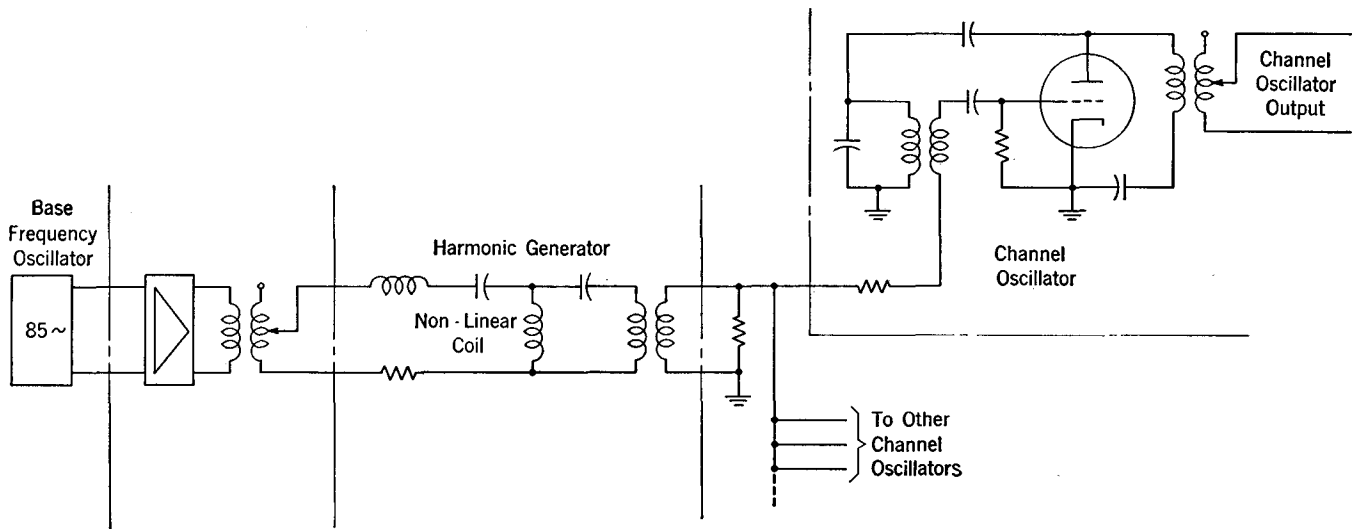 Base
Frequency
Oscillator
85~
Harmonic Generator
Non-Linear
Coil
Channel
Oscillator
Output
Channel
Oscillator
To Other
Channel
Oscillators